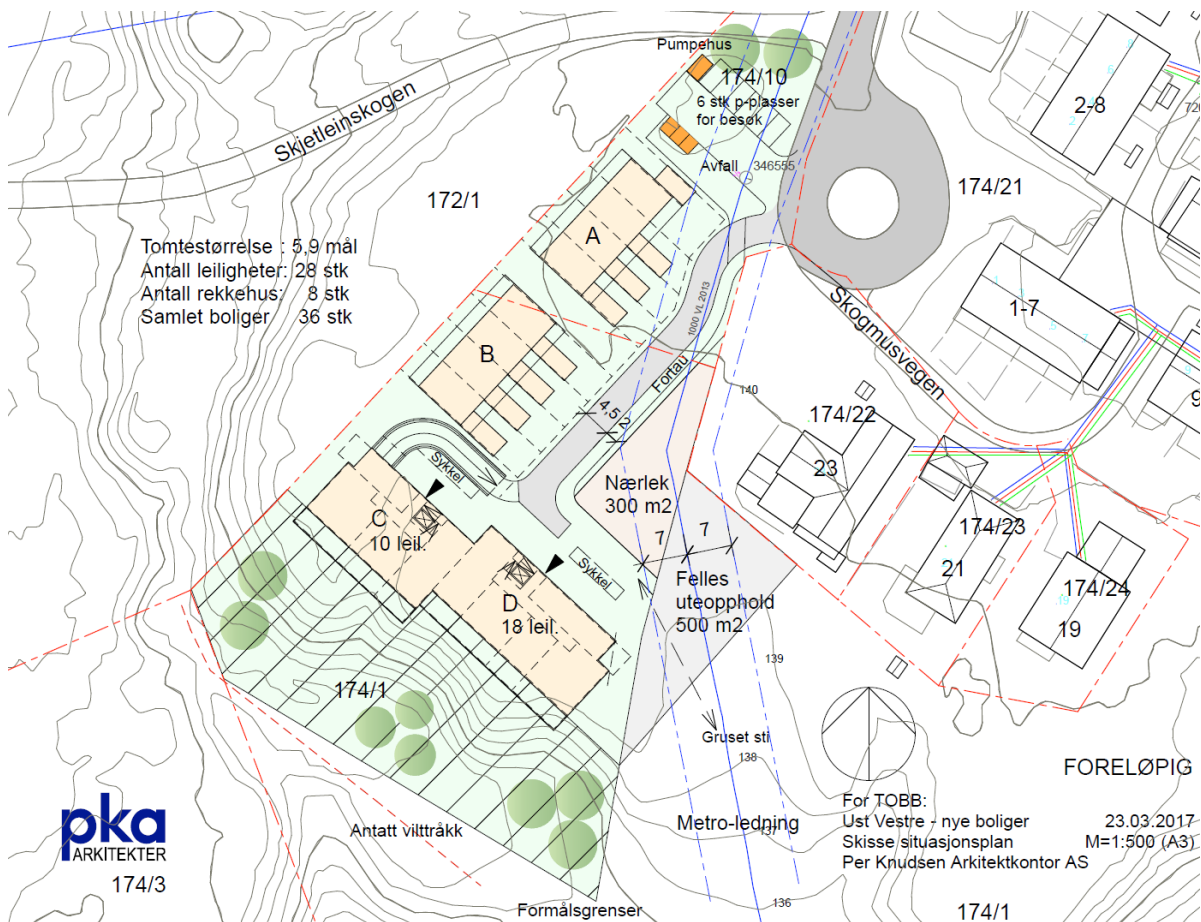 Pumpehus
174/10
6 stk p-plasser
for besøk
2-8
Skjetleinskogen
Avfall
346555
172/1
174/21
A
Tomtestørrelse : 5,9 mål
Antall leiligheter: 28 stk
Antall rekkehus: 8 stk
Samlet boliger 36 stk
1000 VL 2013
1-7
Skogmusvegen
B
Fortau
140
4,5
2
174/22
9
23
Sykkel
Nærlek
300 m2
C
10 leil.
7
7
174/23
Sykkel
Felles
uteopphold
500 m2
21
174/24
D
18 leil.
19
139
174/1
Gruset sti
138
FORELØPIG
For TOBB:
Ust Vestre - nye boliger 23.03.2017
Skisse situasjonsplan M=1:500 (A3)
Per Knudsen Arkitektkontor AS
pka
ARKITEKTER
Antatt vilttråkk
Metro-ledning
137
174/3
136
Formålsgrenser
174/1